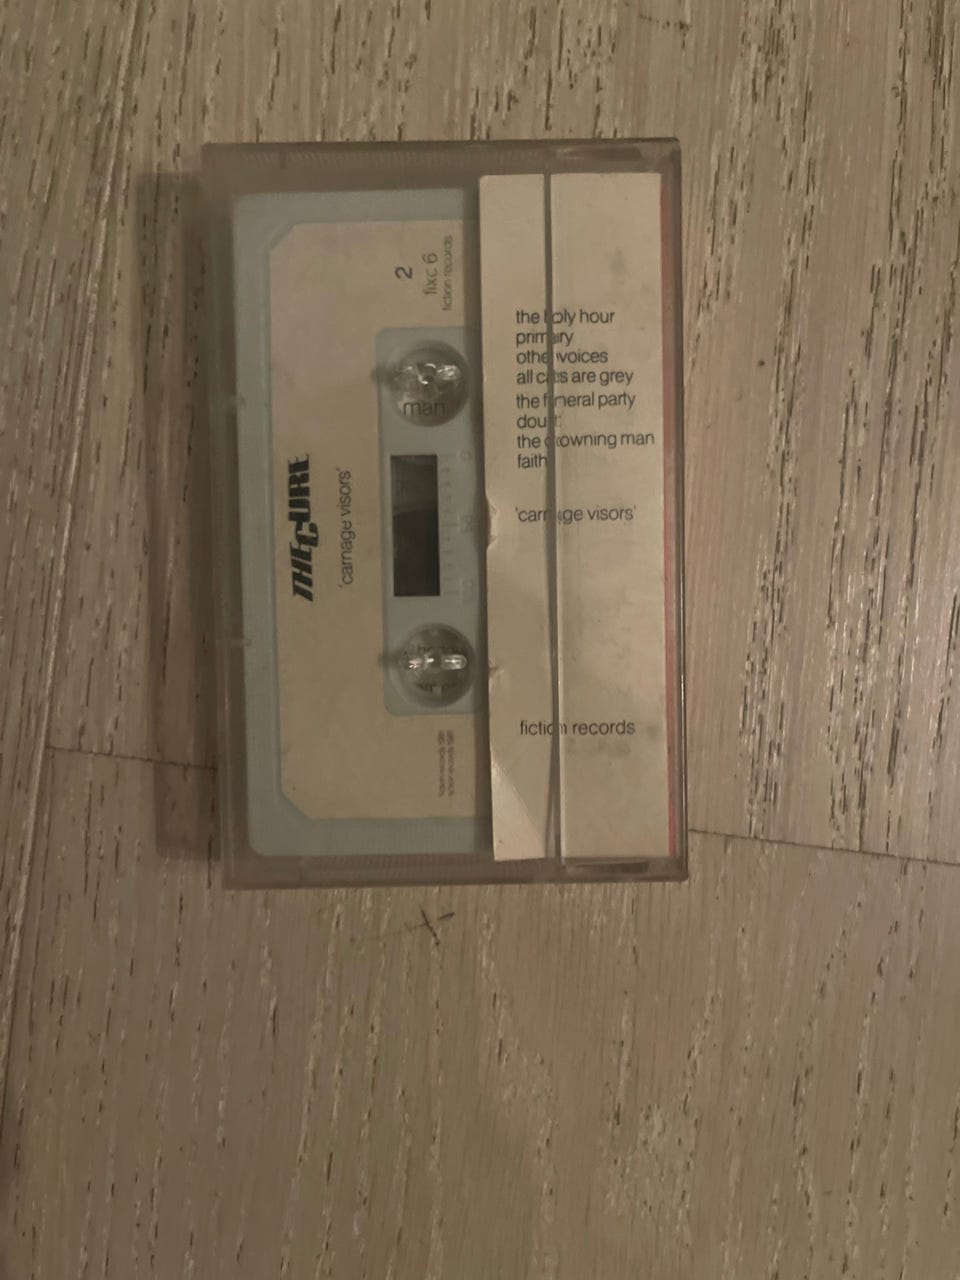 THE CURE
'carnage visors'
2
fixc 6
fiction records
man
the holy hour
primary
other voices
all cats are grey
the funeral party
doubt
the drowning man
faith
'carnage visors'
fiction records